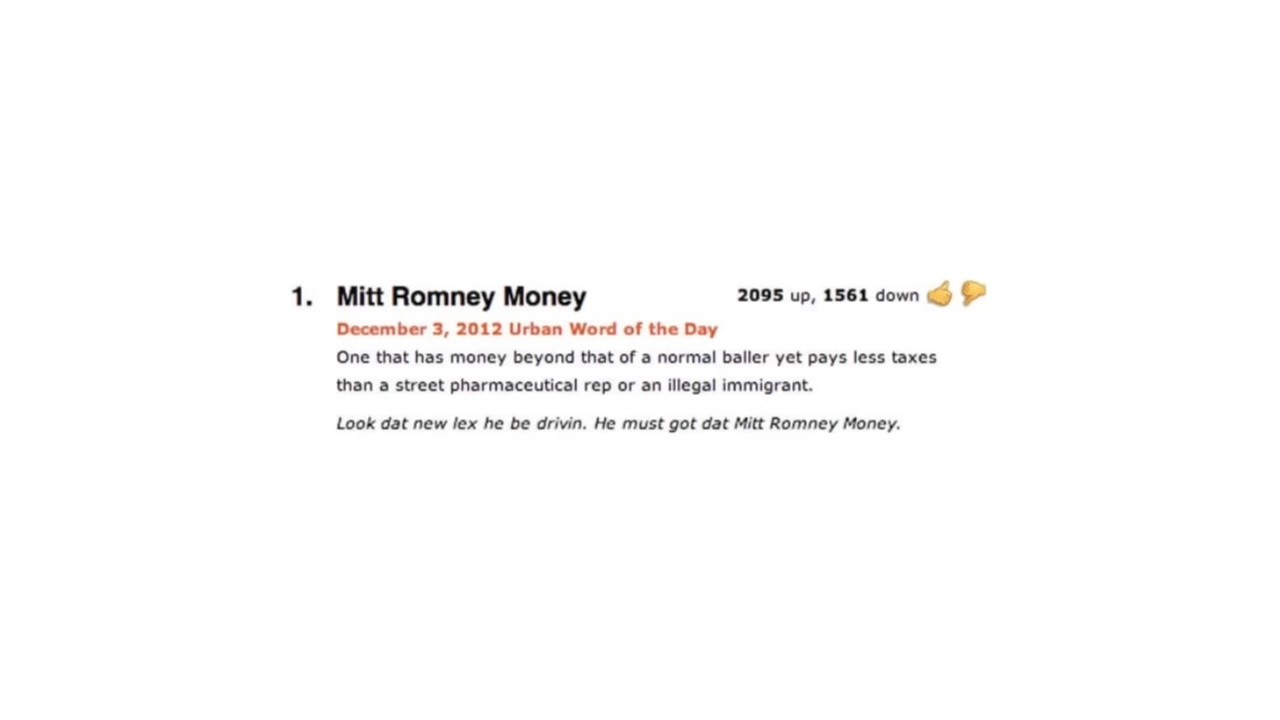 1. Mitt Romney Money 2095 up, 1561 down
December 3, 2012 Urban Word of the Day
One that has money beyond that of a normal baller yet pays less taxes
than a street pharmaceutical rep or an illegal immigrant.
Look dat new lex he be drivin. He must got dat Mitt Romney Money.